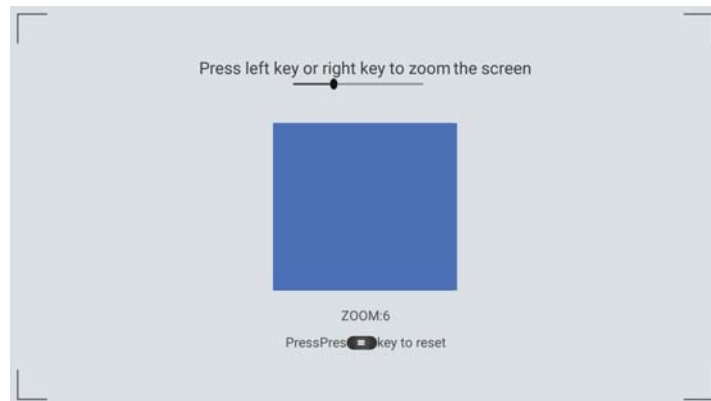 Press left key or right key to zoom the screen
ZOOM:6
PressPres key to reset